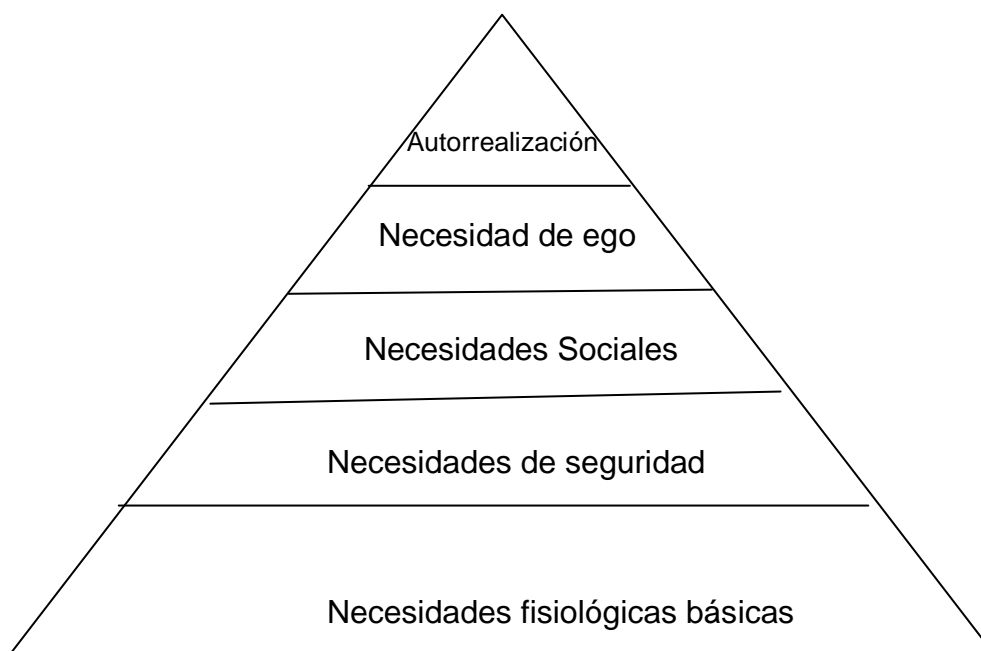 Autorrealización
Necesidad de ego
Necesidades Sociales
Necesidades de seguridad
Necesidades fisiológicas básicas